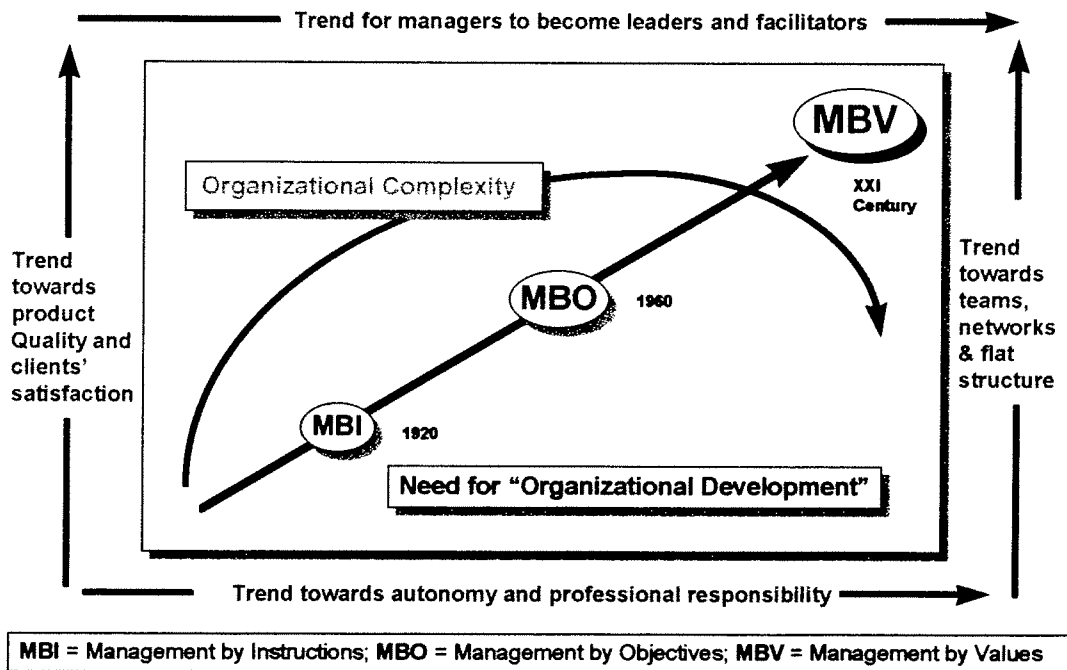 Trend for managers to become leaders and facilitators
MBV
XXI
Century
Organizational Complexity
Trend
towards
product
Quality and
clients'
satisfaction
Trend
towards
teams,
networks
& flat
structure
MBO
1960
MBI
1920
Need for “Organizational Development”
Trend towards autonomy and professional responsibility
MBI = Management by Instructions; MBO = Management by Objectives; MBV = Management by Values